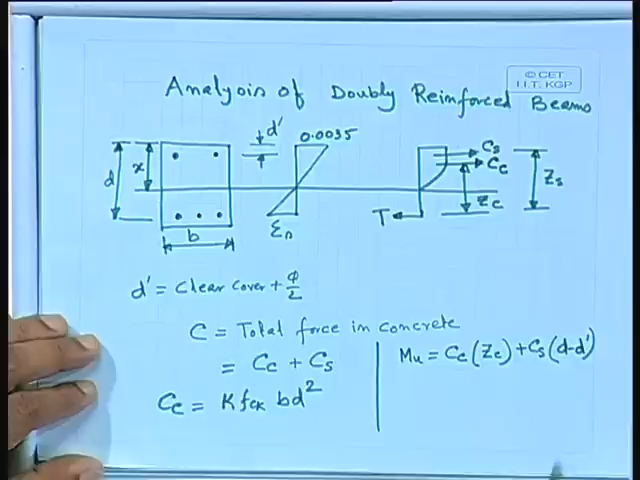 © CET
I.I.T. KGP
Analysis of Doubly Reinforced Beams
d' 0.0035 Cs
d x Cc Zs
b εs T Zc
d' = Clear Cover + φ/2
C = Total force in concrete
= Cc + Cs
Mu = Cc (Zc) + Cs (d-d')
Cc = K fck bd²